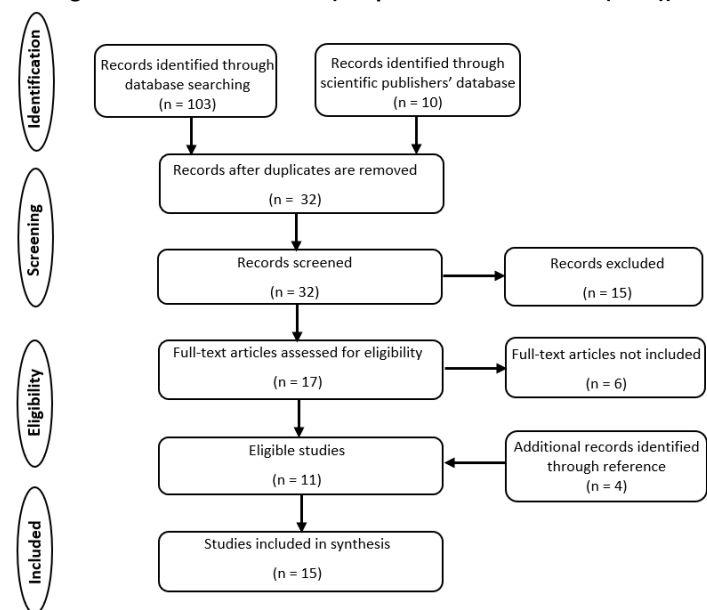 Identification
Records identified through
database searching
(n = 103)
Records identified through
scientific publishers' database
(n = 10)
Screening
Records after duplicates are removed
(n = 32)
Records screened
(n = 32)
Records excluded
(n = 15)
Eligibility
Full-text articles assessed for eligibility
(n = 17)
Full-text articles not included
(n = 6)
Eligible studies
(n = 11)
Additional records identified
through reference
(n = 4)
Included
Studies included in synthesis
(n = 15)